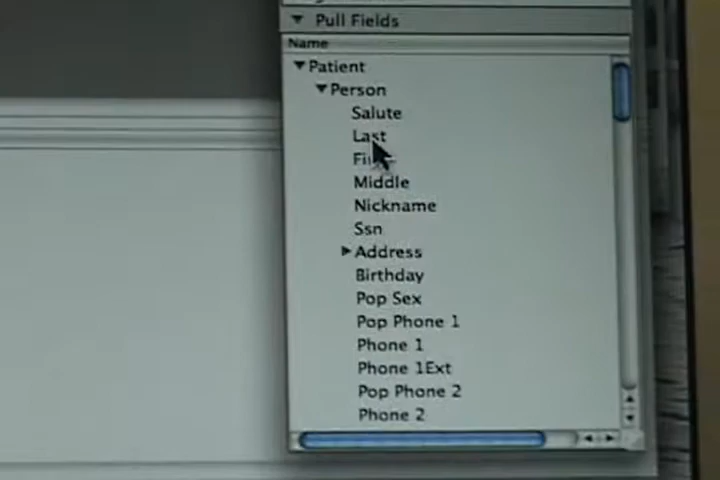 Pull Fields
Name
Patient
Person
Salute
Last
Middle
Nickname
Ssn
Address
Birthday
Pop Sex
Pop Phone 1
Phone 1
Phone 1Ext
Pop Phone 2
Phone 2